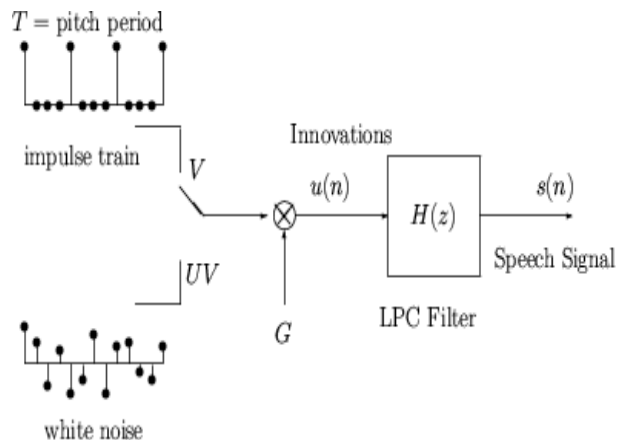 T = pitch period
impulse train
V
Innovations
u(n)
H(z)
s(n)
Speech Signal
UV
G
LPC Filter
white noise